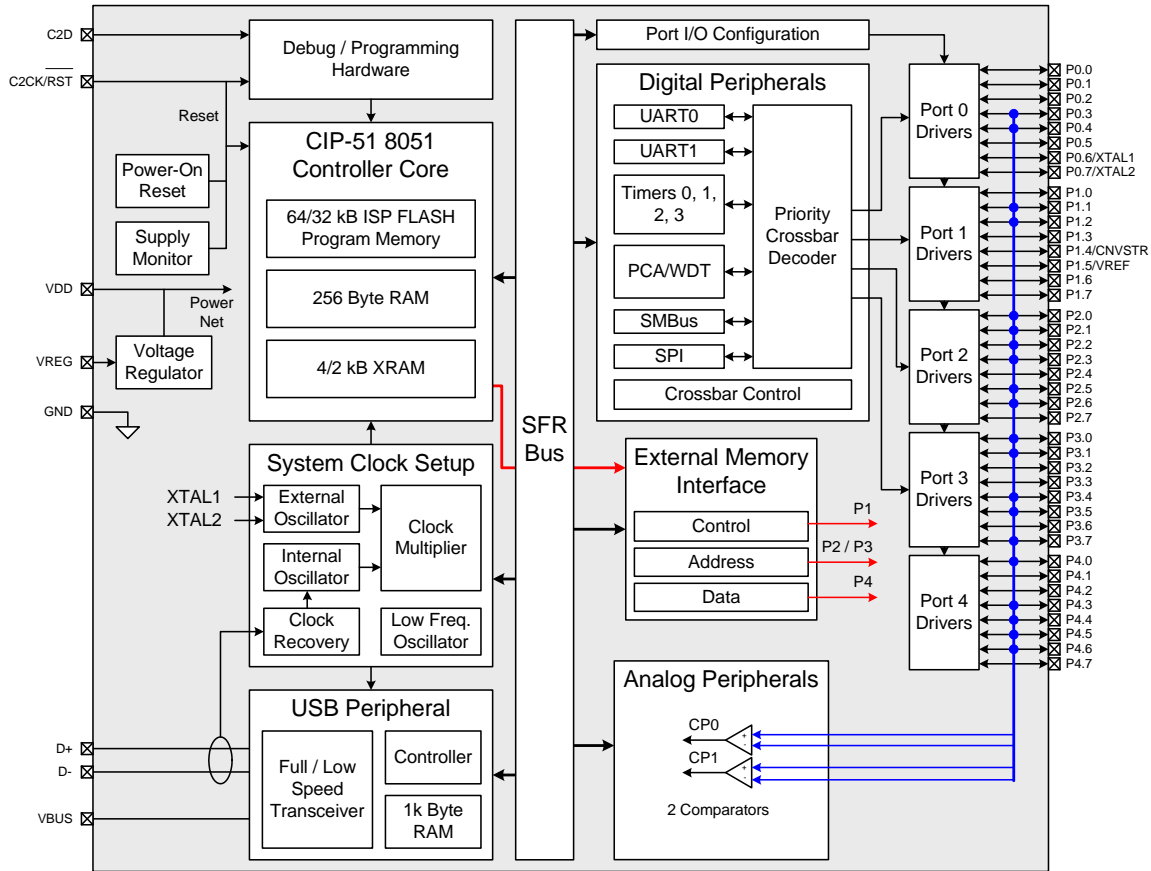 C2D
C2CK/RST
Debug / Programming
Hardware
Reset
Power-On
Reset
Supply
Monitor
VDD
Power
Net
VREG
Voltage
Regulator
GND
CIP-51 8051
Controller Core
64/32 kB ISP FLASH
Program Memory
256 Byte RAM
4/2 kB XRAM
System Clock Setup
XTAL1
XTAL2
External
Oscillator
Internal
Oscillator
Clock
Recovery
Clock
Multiplier
Low Freq.
Oscillator
USB Peripheral
D+
D-
VBUS
Full / Low
Speed
Transceiver
Controller
1k Byte
RAM
SFR
Bus
Port I/O Configuration
Digital Peripherals
UART0
UART1
Timers 0, 1,
2, 3
PCA/WDT
SMBus
SPI
Priority
Crossbar
Decoder
Crossbar Control
External Memory
Interface
Control
Address
Data
P1
P2 / P3
P4
Analog Peripherals
CP0
+
-
CP1
+
-
2 Comparators
Port 0
Drivers
Port 1
Drivers
Port 2
Drivers
Port 3
Drivers
Port 4
Drivers
P0.0
P0.1
P0.2
P0.3
P0.4
P0.5
P0.6/XTAL1
P0.7/XTAL2
P1.0
P1.1
P1.2
P1.3
P1.4/CNVSTR
P1.5/VREF
P1.6
P1.7
P2.0
P2.1
P2.2
P2.3
P2.4
P2.5
P2.6
P2.7
P3.0
P3.1
P3.2
P3.3
P3.4
P3.5
P3.6
P3.7
P4.0
P4.1
P4.2
P4.3
P4.4
P4.5
P4.6
P4.7